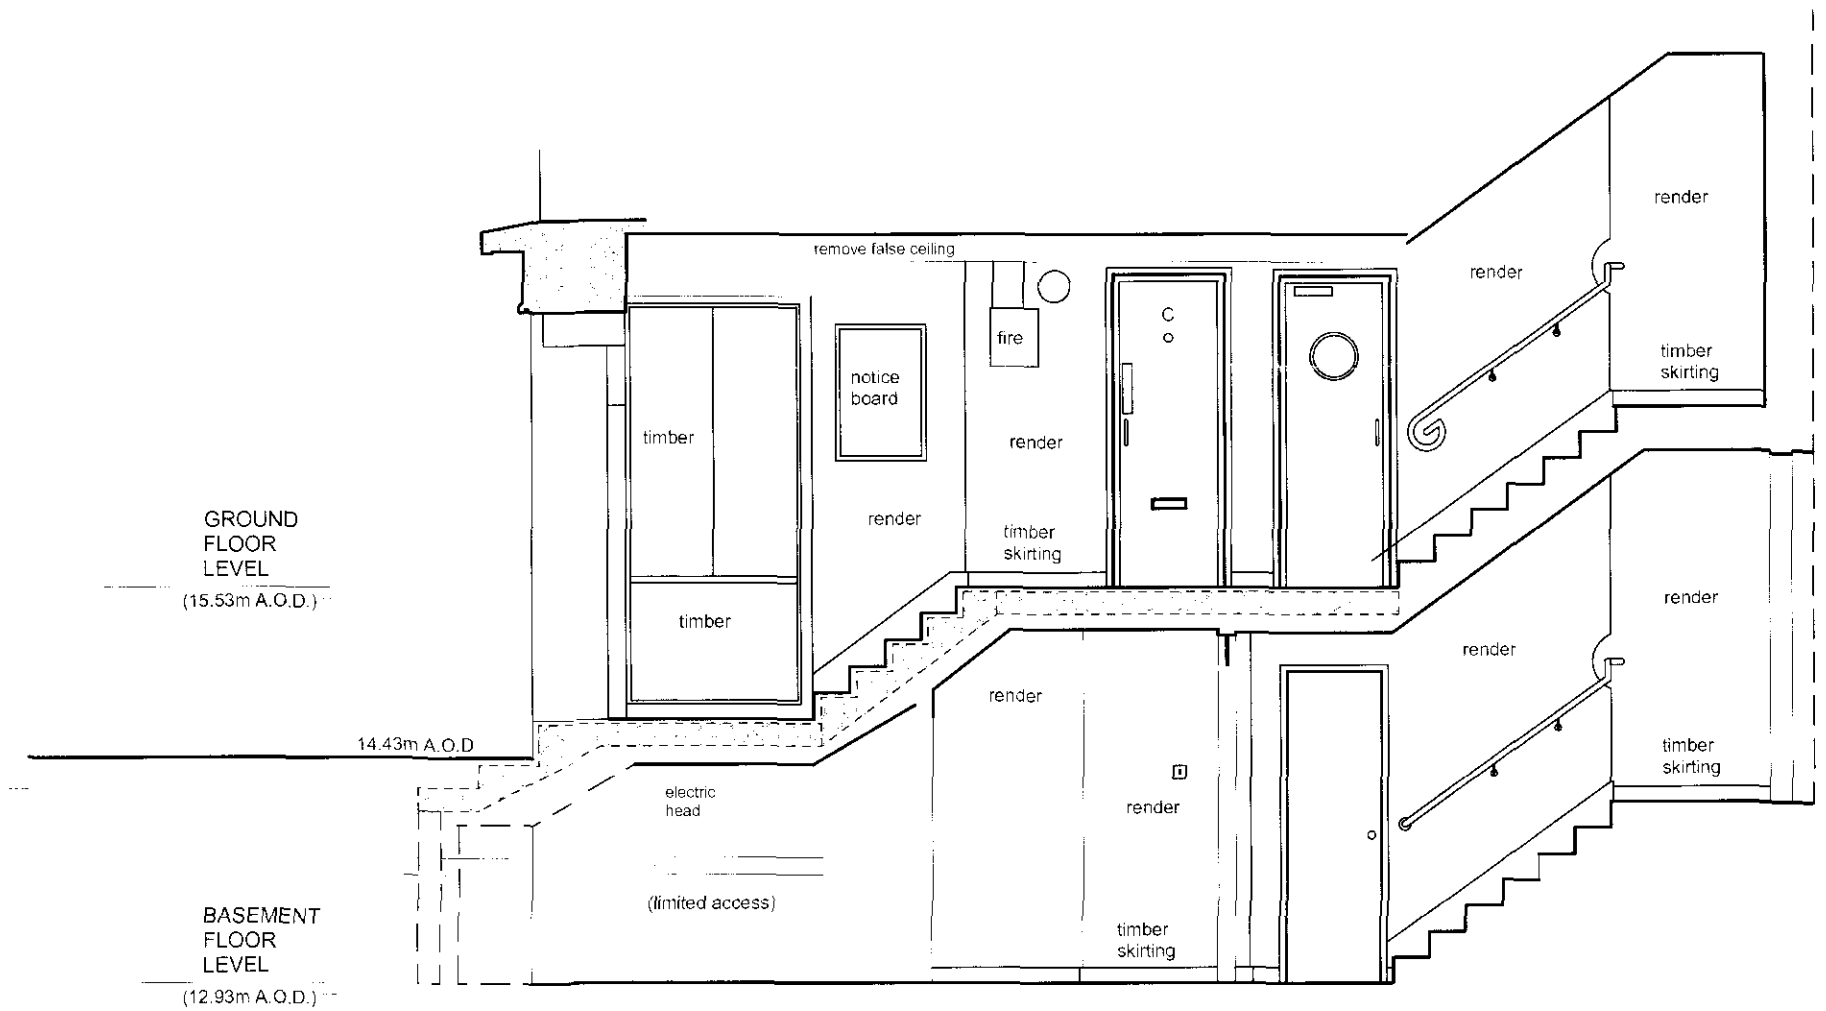 remove false ceiling
render
render
C
fire
notice
board
timber
render
render
timber
skirting
timber
skirting
timber
GROUND
FLOOR
LEVEL
(15.53m A.O.D.)
14.43m A.O.D
render
render
render
electric
head
render
timber
skirting
(limited access)
timber
skirting
BASEMENT
FLOOR
LEVEL
(12.93m A.O.D.)